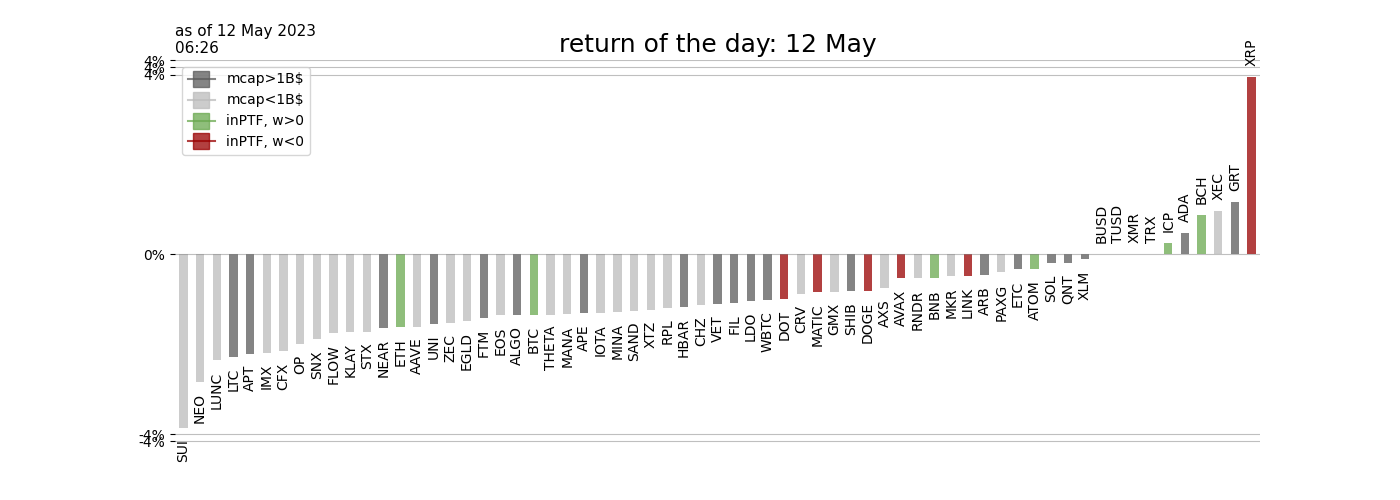 as of 12 May 2023
06:26
return of the day: 12 May
4%
4%
4%
0%
-4%
-4%
mcap>1B$
mcap<1B$
inPTF, w>0
inPTF, w<0
SUI
NEO
LUNC
LTC
APT
IMX
CFX
OP
SNX
FLOW
KLAY
STX
NEAR
ETH
AAVE
UNI
ZEC
EGLD
FTM
EOS
ALGO
BTC
THETA
MANA
APE
IOTA
MINA
SAND
XTZ
RPL
HBAR
CHZ
VET
FIL
LDO
WBTC
DOT
CRV
MATIC
GMX
SHIB
DOGE
AXS
AVAX
RNDR
BNB
MKR
LINK
ARB
PAXG
ETC
ATOM
SOL
QNT
XLM
BUSD
TUSD
XMR
TRX
ICP
ADA
BCH
XEC
GRT
XRP